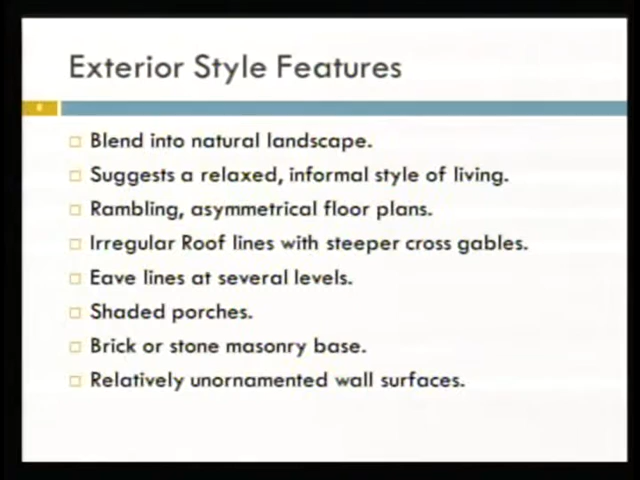 Exterior Style Features
Blend into natural landscape.
Suggests a relaxed, informal style of living.
Rambling, asymmetrical floor plans.
Irregular Roof lines with steeper cross gables.
Eave lines at several levels.
Shaded porches.
Brick or stone masonry base.
Relatively unornamented wall surfaces.